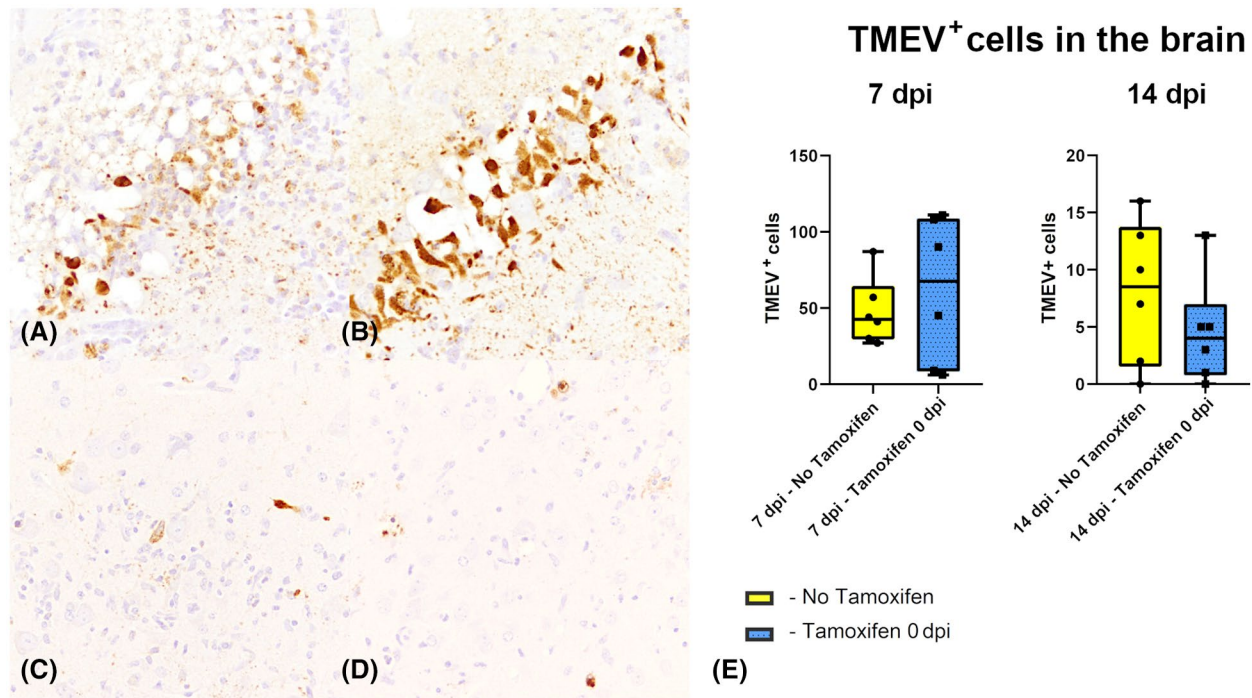 TMEV+ cells in the brain
7 dpi
14 dpi
TMEV + cells
150
100
50
0
7 dpi - No Tamoxifen
7 dpi - Tamoxifen 0 dpi
TMEV+ cells
20
15
10
5
0
14 dpi - No Tamoxifen
14 dpi - Tamoxifen 0 dpi
- No Tamoxifen
- Tamoxifen 0 dpi
(A)
(B)
(C)
(D)
(E)